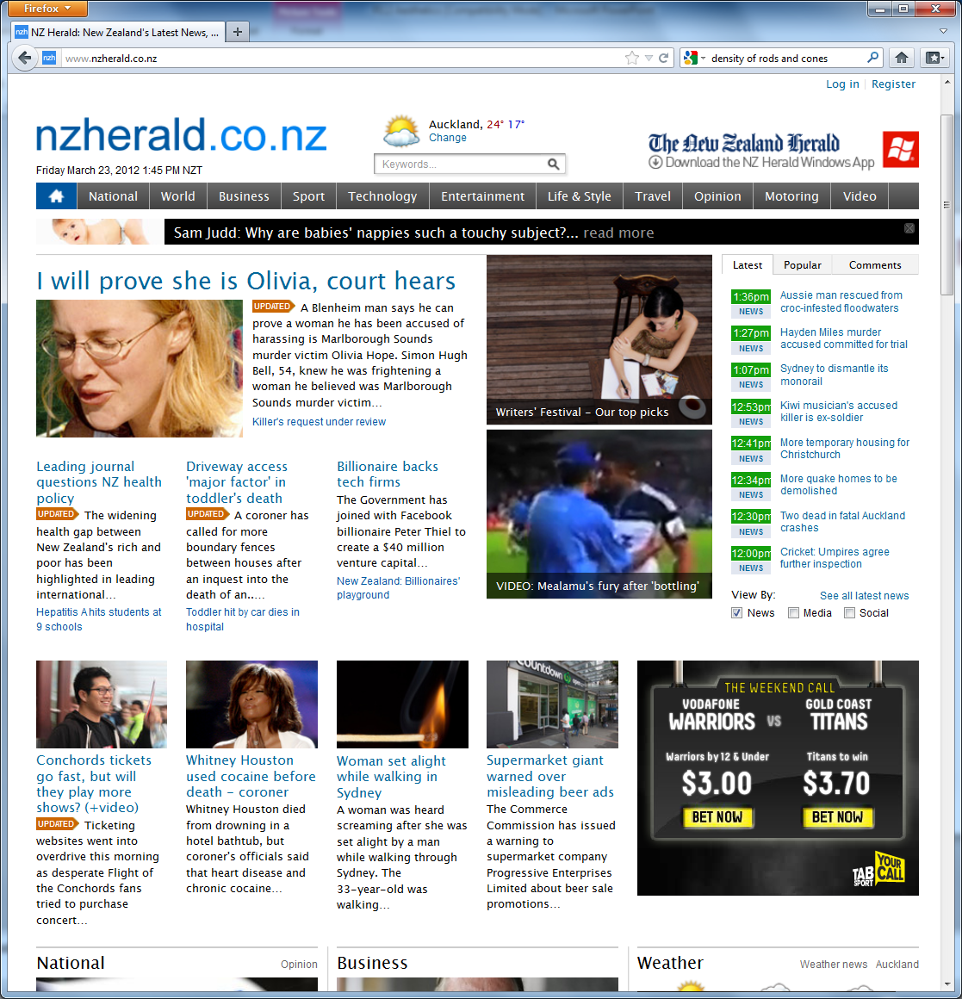 Firefox
nzh NZ Herald: New Zealand's Latest News, ...
nzh www.nzherald.co.nz
density of rods and cones
Log in | Register
nzherald.co.nz
Auckland, 24° 17°
Change
Keywords...
The New Zealand Herald
Download the NZ Herald Windows App
Friday March 23, 2012 1:45 PM NZT
National World Business Sport Technology Entertainment Life & Style Travel Opinion Motoring Video
Sam Judd: Why are babies' nappies such a touchy subject?... read more
I will prove she is Olivia, court hears
UPDATED A Blenheim man says he can
prove a woman he has been accused of
harassing is Marlborough Sounds
murder victim Olivia Hope. Simon Hugh
Bell, 54, knew he was frightening a
woman he believed was Marlborough
Sounds murder victim...
Killer's request under review
Leading journal
questions NZ health
policy
UPDATED The widening
health gap between
New Zealand's rich and
poor has been
highlighted in leading
international...
Hepatitis A hits students at
9 schools
Driveway access
'major factor' in
toddler's death
UPDATED A coroner has
called for more
boundary fences
between houses after
an inquest into the
death of an.....
Toddler hit by car dies in
hospital
Billionaire backs
tech firms
The Government has
joined with Facebook
billionaire Peter Thiel to
create a $40 million
venture capital...
New Zealand: Billionaires'
playground
Writers' Festival - Our top picks
VIDEO: Mealamu's fury after 'bottling'
Latest Popular Comments
1:36pm
NEWS
Aussie man rescued from
croc-infested floodwaters
1:27pm
NEWS
Hayden Miles murder
accused committed for trial
1:07pm
NEWS
Sydney to dismantle its
monorail
12:53pm
NEWS
Kiwi musician's accused
killer is ex-soldier
12:41pm
NEWS
More temporary housing for
Christchurch
12:34pm
NEWS
More quake homes to be
demolished
12:30pm
NEWS
Two dead in fatal Auckland
crashes
12:00pm
NEWS
Cricket: Umpires agree
further inspection
View By: See all latest news
News Media Social
Conchords tickets
go fast, but will
they play more
shows? (+video)
UPDATED Ticketing
websites went into
overdrive this morning
as desperate Flight of
the Conchords fans
tried to purchase
concert...
Whitney Houston
used cocaine before
death - coroner
Whitney Houston died
from drowning in a
hotel bathtub, but
coroner's officials said
that heart disease and
chronic cocaine...
Woman set alight
while walking in
Sydney
A woman was heard
screaming after she was
set alight by a man
while walking through
Sydney. The
33-year-old was
walking...
countdown
Supermarket giant
warned over
misleading beer ads
The Commerce
Commission has issued
a warning to
supermarket company
Progressive Enterprises
Limited about beer sale
promotions...
THE WEEKEND CALL
VODAFONE
WARRIORS
VS
GOLD COAST
TITANS
Warriors by 12 & Under
$3.00
BET NOW
Titans to win
$3.70
BET NOW
TAB
SPORT
YOUR
CALL
National Opinion
Business
Weather Weather news Auckland